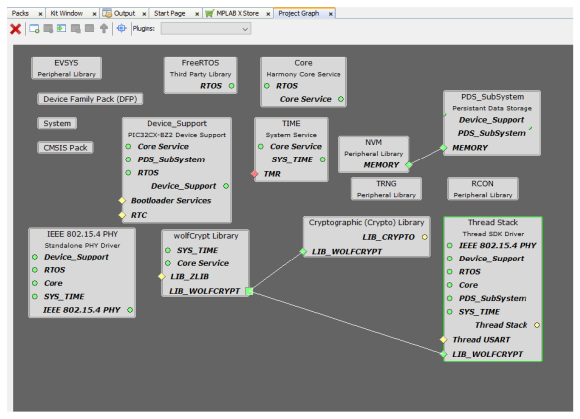 Packs x Kit Window x Output x Start Page x MPLAB X Store x Project Graph x
Plugins:
EVSYS
Peripheral Library
FreeRTOS
Third Party Library
RTOS
Core
Harmony Core Service
RTOS
Core Service
Device Family Pack (DFP)
System
CMSIS Pack
Device_Support
PIC32CX-BZ2 Device Support
Core Service
PDS_SubSystem
RTOS
Device_Support
Bootloader Services
RTC
TIME
System Service
Core Service
SYS_TIME
TMR
NVM
Peripheral Library
MEMORY
PDS_SubSystem
Persistant Data Storage
Device_Support
PDS_SubSystem
MEMORY
TRNG
Peripheral Library
RCON
Peripheral Library
IEEE 802.15.4 PHY
Standalone PHY Driver
Device_Support
RTOS
Core
SYS_TIME
IEEE 802.15.4 PHY
wolfCrypt Library
SYS_TIME
Core Service
LIB_ZLIB
LIB_WOLFCRYPT
Cryptographic (Crypto) Library
LIB_CRYPTO
LIB_WOLFCRYPT
Thread Stack
Thread SDK Driver
IEEE 802.15.4 PHY
Device_Support
RTOS
Core
PDS_SubSystem
SYS_TIME
Thread Stack
Thread USART
LIB_WOLFCRYPT